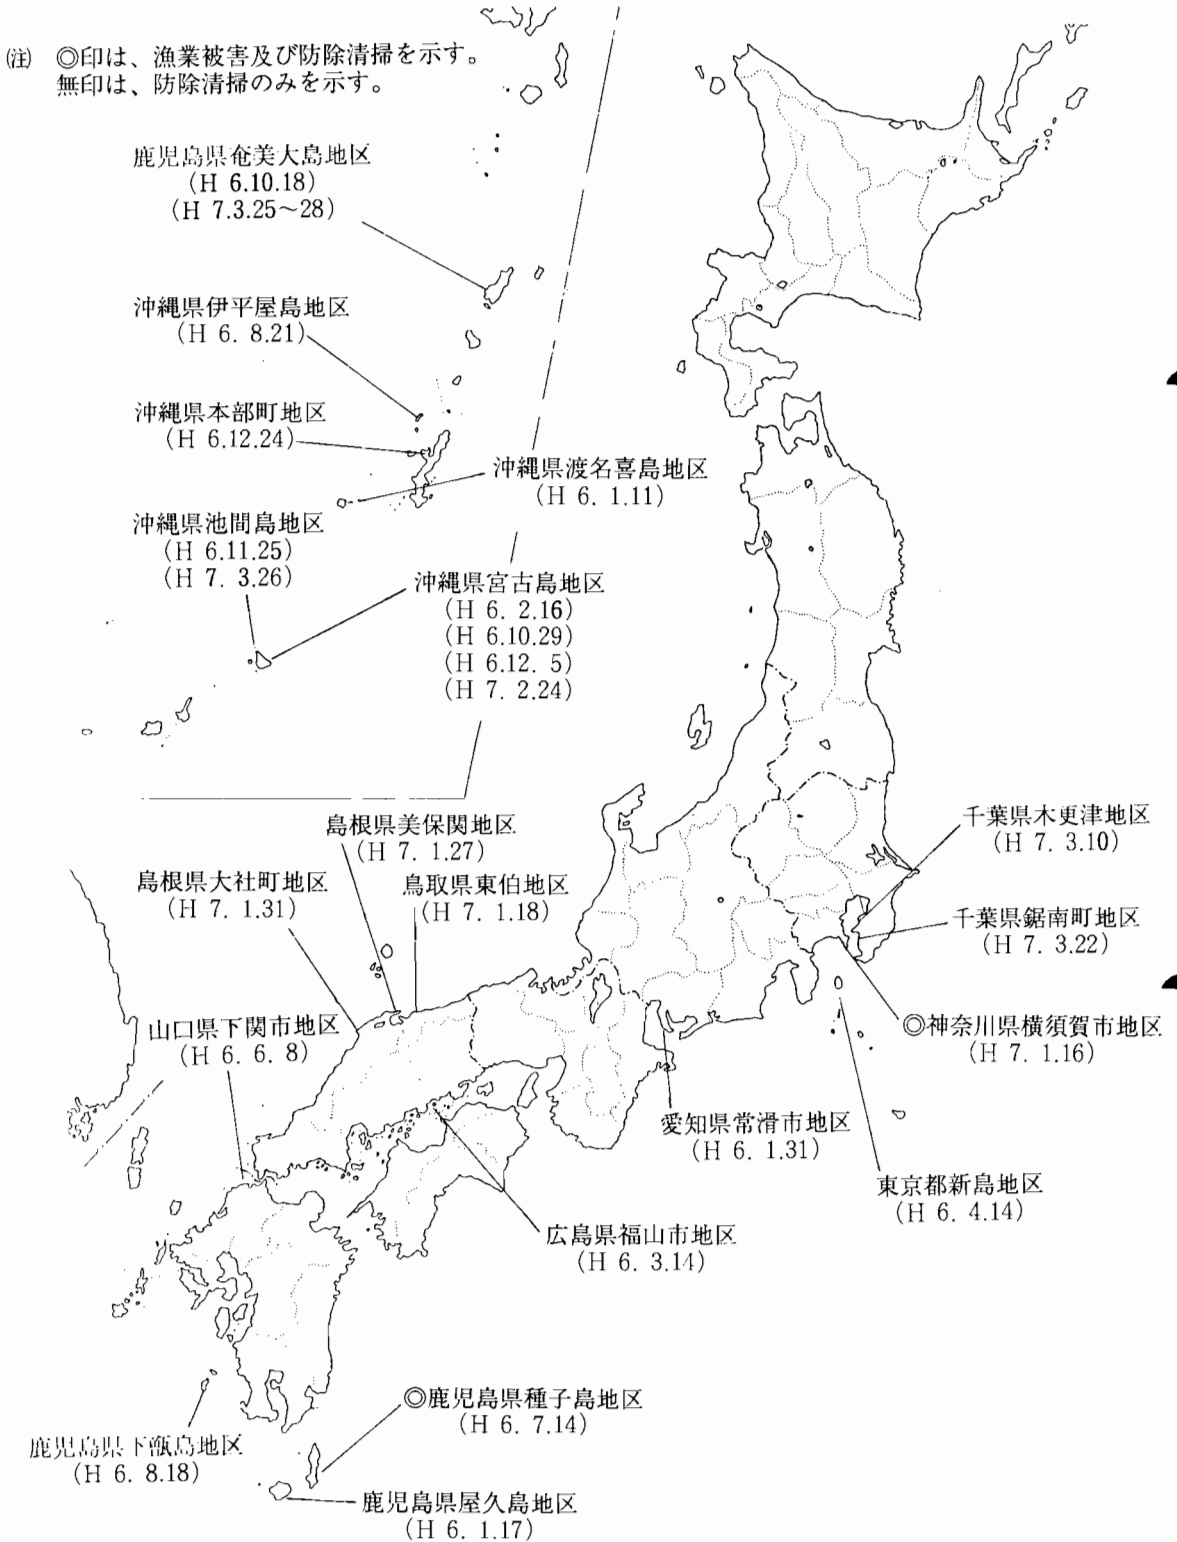 (注) ◎印は、漁業被害及び防除清掃を示す。
無印は、防除清掃のみを示す。
鹿児島県奄美大島地区
(H 6.10.18)
(H 7.3.25～28)
沖縄県伊平屋島地区
(H 6. 8.21)
沖縄県本部町地区
(H 6.12.24)
沖縄県渡名喜島地区
(H 6. 1.11)
沖縄県池間島地区
(H 6.11.25)
(H 7. 3.26)
沖縄県宮古島地区
(H 6. 2.16)
(H 6.10.29)
(H 6.12. 5)
(H 7. 2.24)
島根県美保関地区
(H 7. 1.27)
島根県大社町地区
(H 7. 1.31)
鳥取県東伯地区
(H 7. 1.18)
千葉県木更津地区
(H 7. 3.10)
千葉県鋸南町地区
(H 7. 3.22)
山口県下関市地区
(H 6. 6. 8)
◎神奈川県横須賀市地区
(H 7. 1.16)
愛知県常滑市地区
(H 6. 1.31)
東京都新島地区
(H 6. 4.14)
広島県福山市地区
(H 6. 3.14)
◎鹿児島県種子島地区
(H 6. 7.14)
鹿児島県下甑島地区
(H 6. 8.18)
鹿児島県屋久島地区
(H 6. 1.17)